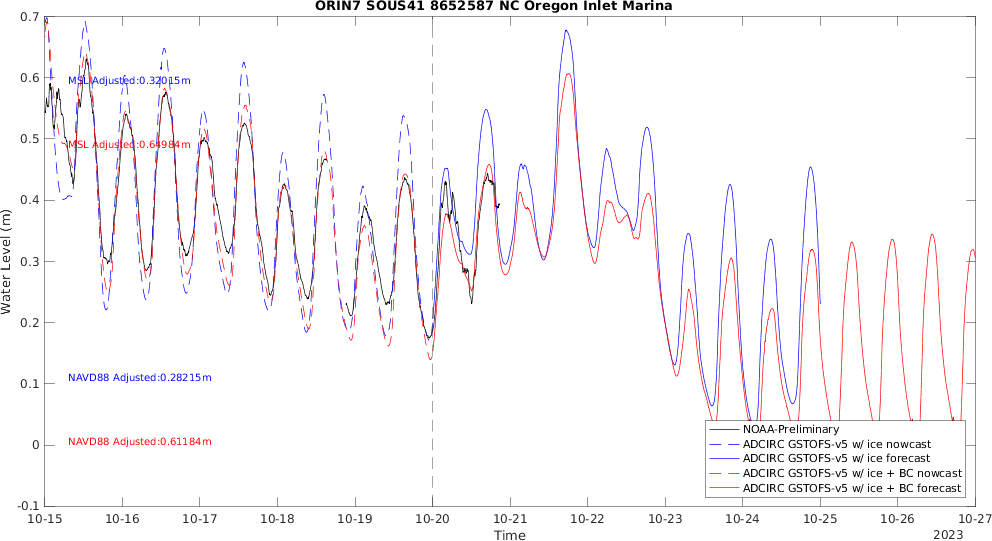 ORIN7 SOUS41 8652587 NC Oregon Inlet Marina
0.7
0.6
0.5
0.4
0.3
0.2
0.1
0
-0.1
Water Level (m)
MSL Adjusted:0.32015m
MSL Adjusted:0.64984m
NAVD88 Adjusted:0.28215m
NAVD88 Adjusted:0.61184m
NOAA-Preliminary
ADCIRC GSTOFS-v5 w/ ice nowcast
ADCIRC GSTOFS-v5 w/ ice forecast
ADCIRC GSTOFS-v5 w/ ice + BC nowcast
ADCIRC GSTOFS-v5 w/ ice + BC forecast
10-15 10-16 10-17 10-18 10-19 10-20 10-21 10-22 10-23 10-24 10-25 10-26 10-27
Time
2023